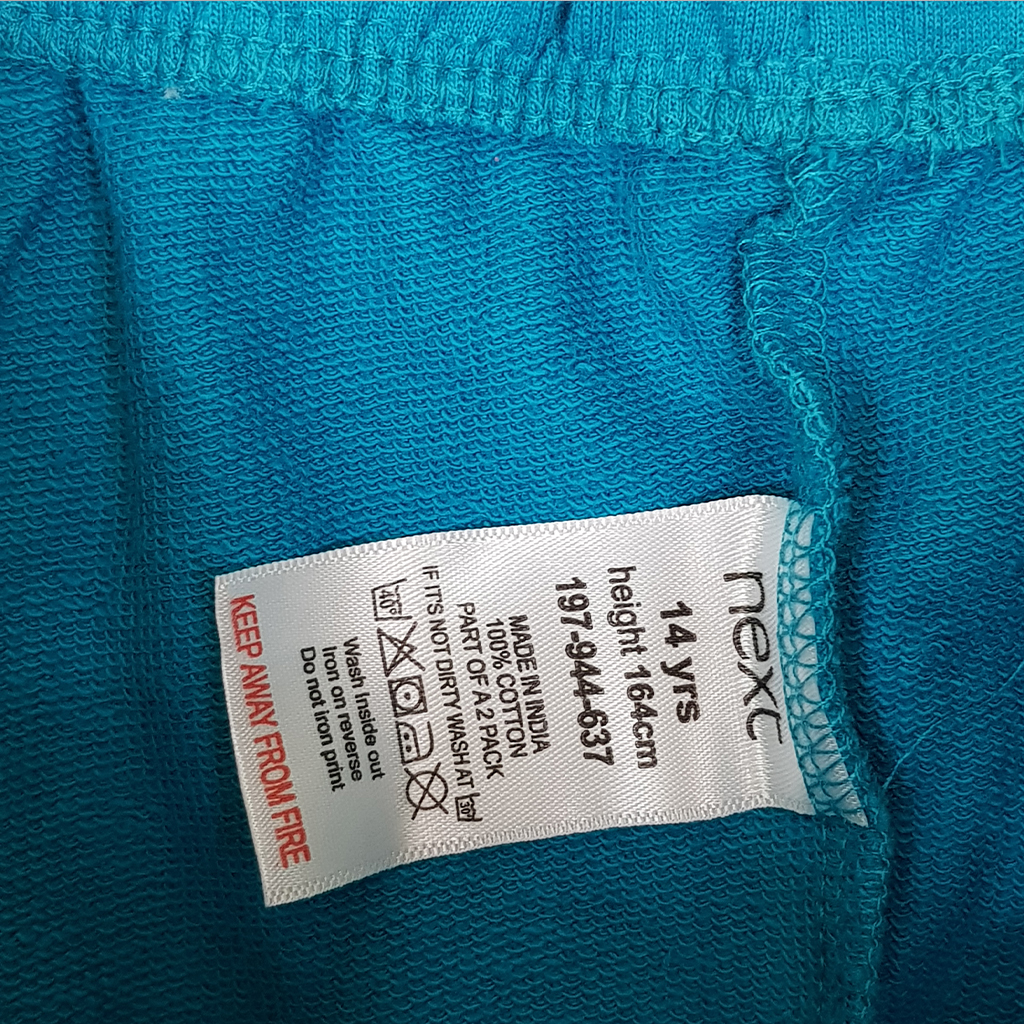 next
14 yrs
height 164cm
197-944-637
MADE IN INDIA
100% COTTON
PART OF A 2 PACK
IF IT'S NOT DIRTY WASH AT 30°
40°
Wash Inside out
Iron on reverse
Do not iron print
KEEP AWAY FROM FIRE